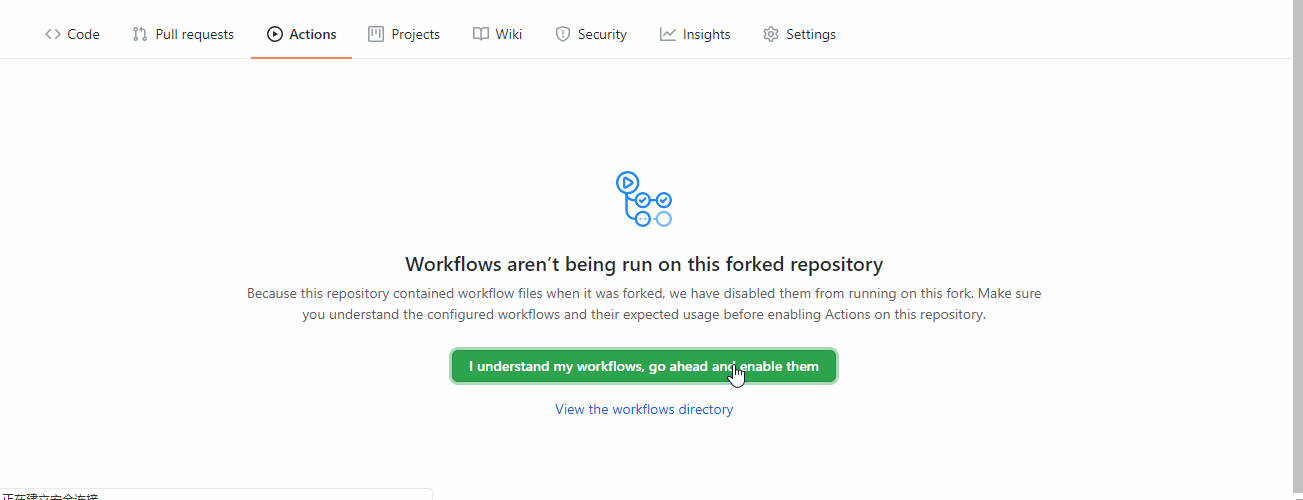 Code Pull requests Actions Projects Wiki Security Insights Settings
Workflows aren’t being run on this forked repository
Because this repository contained workflow files when it was forked, we have disabled them from running on this fork. Make sure
you understand the configured workflows and their expected usage before enabling Actions on this repository.
I understand my workflows, go ahead and enable them
View the workflows directory
正在建立安全连接